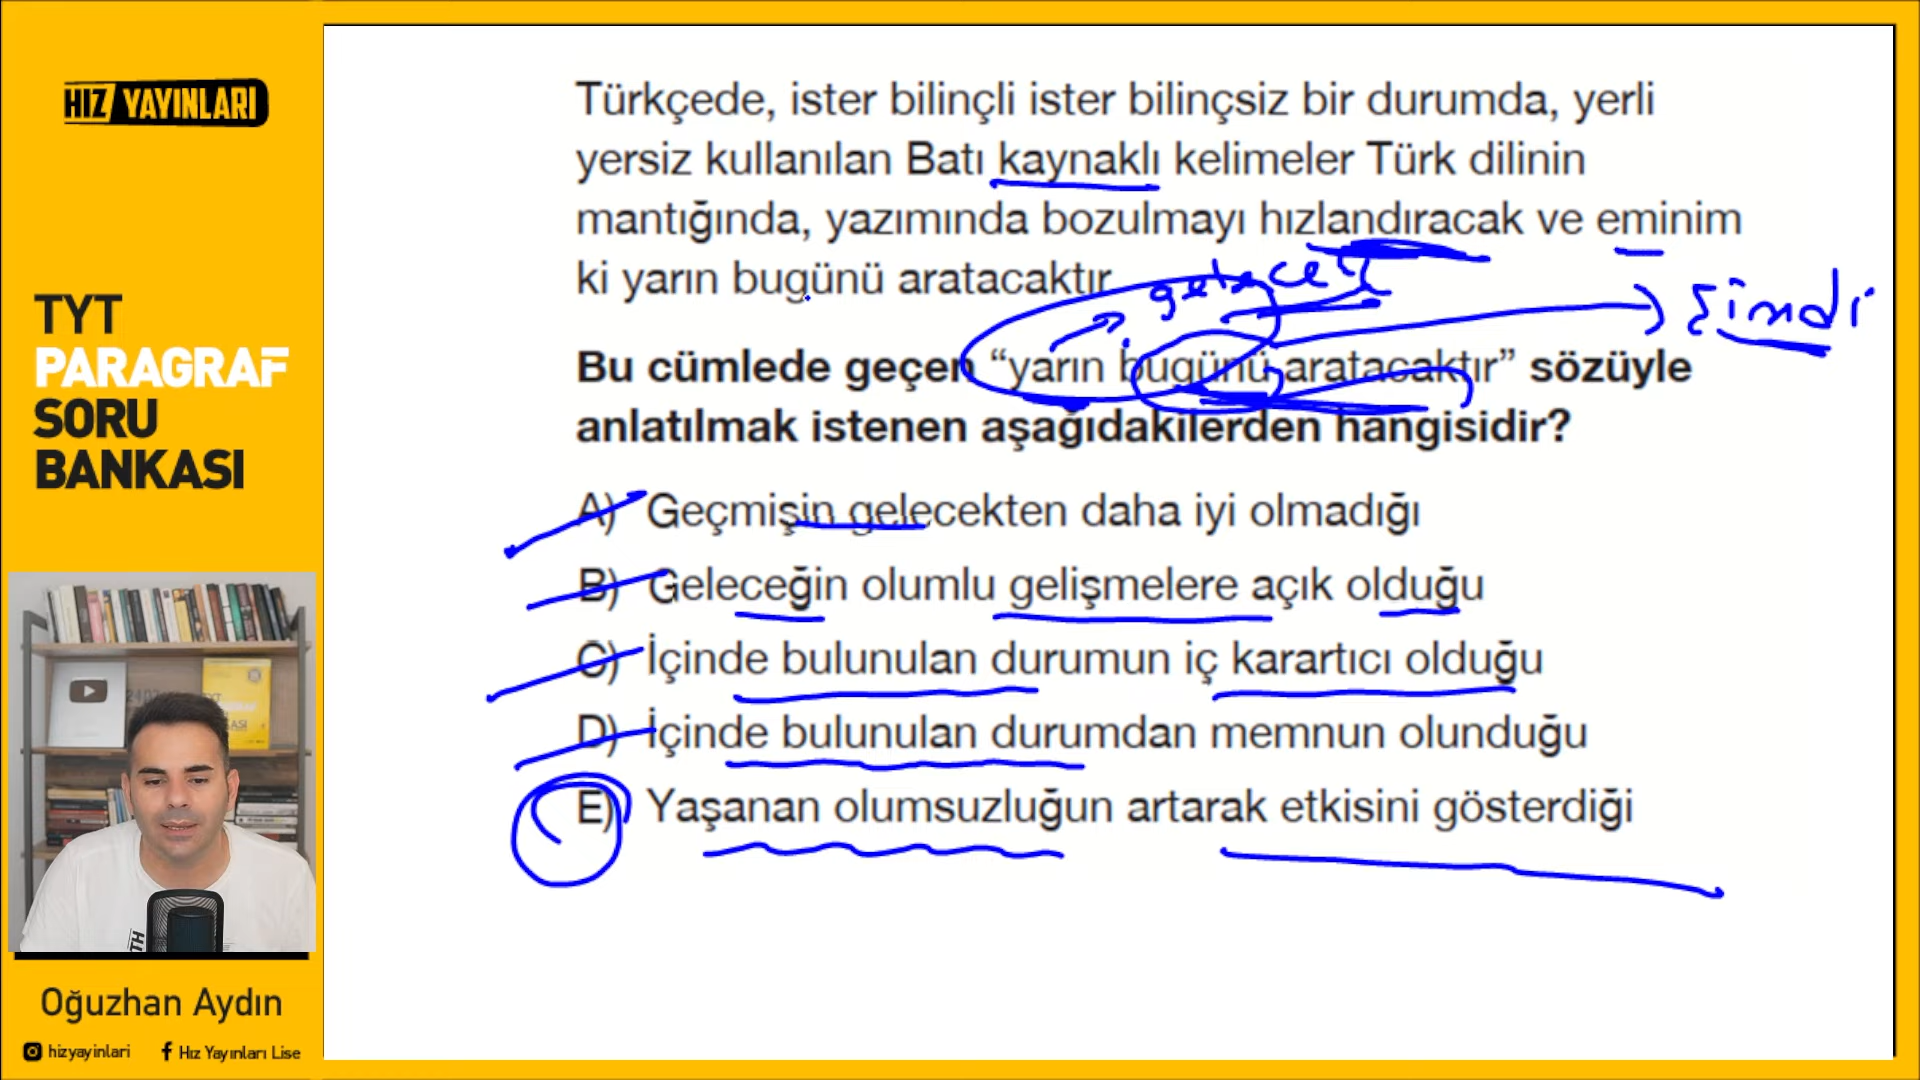 HIZ YAYINLARI
TYT
PARAGRAF
SORU
BANKASI
Oğuzhan Aydın
hizyayinlari
Hız Yayınları Lise
Türkçede, ister bilinçli ister bilinçsiz bir durumda, yerli
yersiz kullanılan Batı kaynaklı kelimeler Türk dilinin
mantığında, yazımında bozulmayı hızlandıracak ve eminim
ki yarın bugünü aratacaktır.
gelecek
şimdi
Bu cümlede geçen “yarın bugünü aratacaktır” sözüyle
anlatılmak istenen aşağıdakilerden hangisidir?
A) Geçmişin gelecekten daha iyi olmadığı
B) Geleceğin olumlu gelişmelere açık olduğu
C) İçinde bulunulan durumun iç karartıcı olduğu
D) İçinde bulunulan durumdan memnun olunduğu
E) Yaşanan olumsuzluğun artarak etkisini gösterdiği